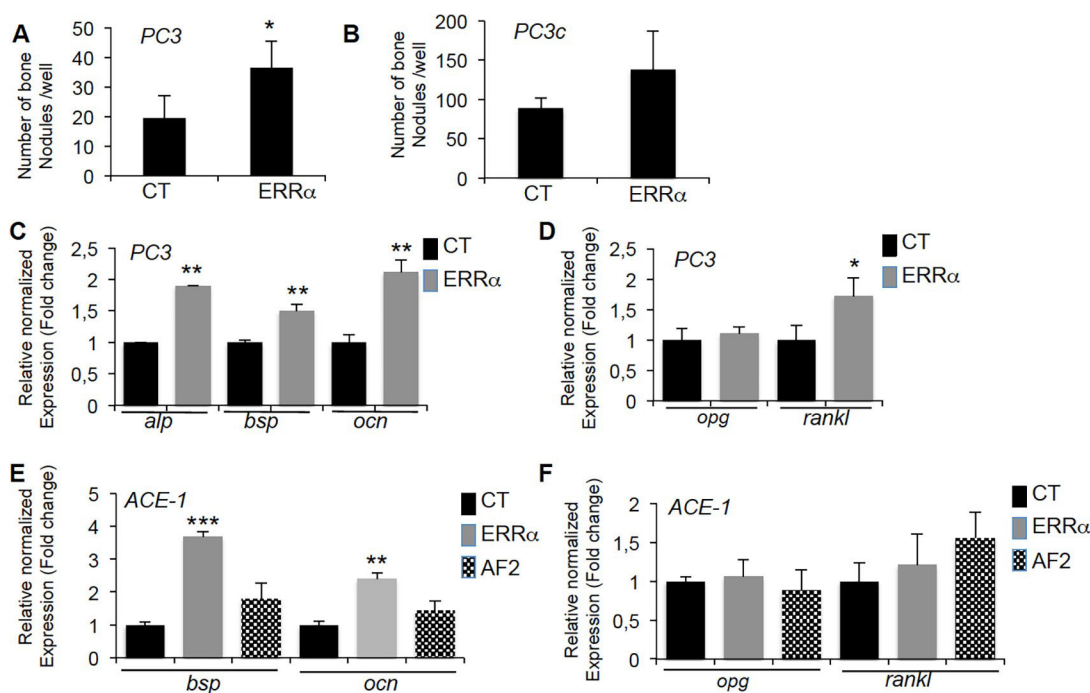 A
PC3
*
Number of bone
Nodules /well
50
40
30
20
10
0
CT
ERRα
B
PC3c
Number of bone
Nodules /well
200
150
100
50
0
CT
ERRα
C
PC3
Relative normalized
Expression (Fold change)
2,5
2
1,5
1
0,5
0
**
**
**
CT
ERRα
alp
bsp
ocn
D
PC3
Relative normalized
Expression (Fold change)
2,5
2
1,5
1
0,5
0
*
CT
ERRα
opg
rankl
E
ACE-1
Relative normalized
Expression (Fold change)
5
4
3
2
1
0
***
**
CT
ERRα
AF2
bsp
ocn
F
ACE-1
Relative normalized
Expression (Fold change)
2
1,5
1
0,5
0
CT
ERRα
AF2
opg
rankl